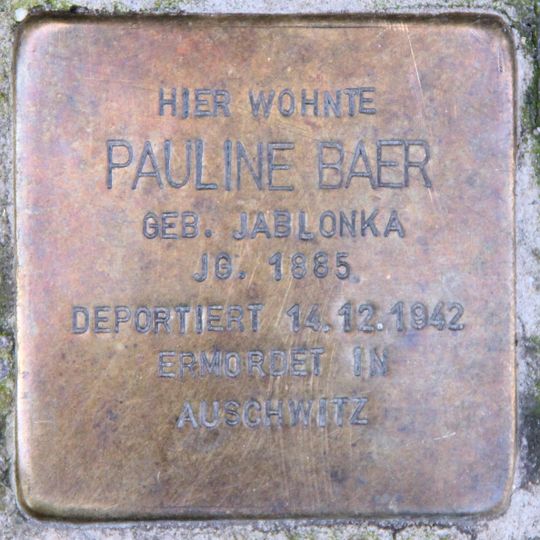 HIER WOHNTE
PAULINE BAER
GEB. JABLONKA
JG. 1885
DEPORTIERT 14.12.1942
ERMORDET IN
AUSCHWITZ